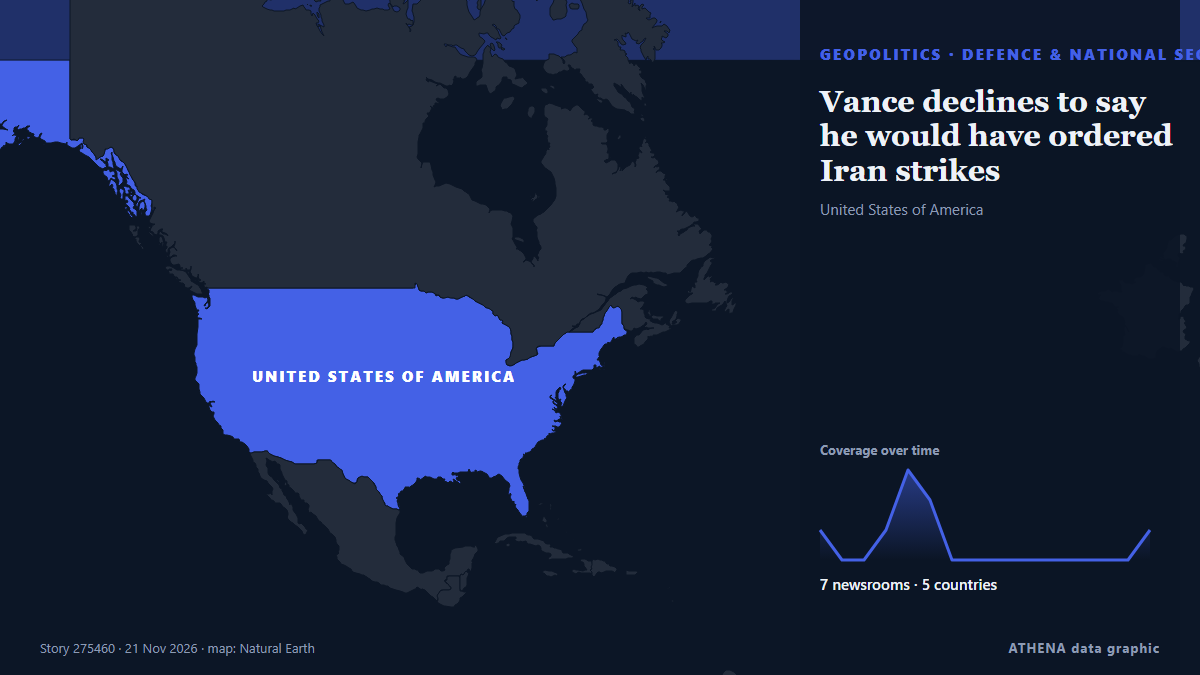 GEOPOLITICS · DEFENCE & NATIONAL
Vance declines to say
he would have ordered
Iran strikes
United States of America
UNITED STATES OF AMERICA
Coverage over time
7 newsrooms · 5 countries
Story 275460 · 21 Nov 2026 · map: Natural Earth
ATHENA data graphic